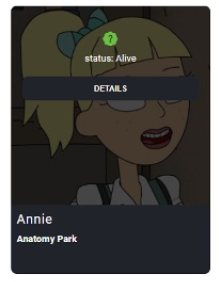 ?
status: Alive
DETAILS
Annie
Anatomy Park